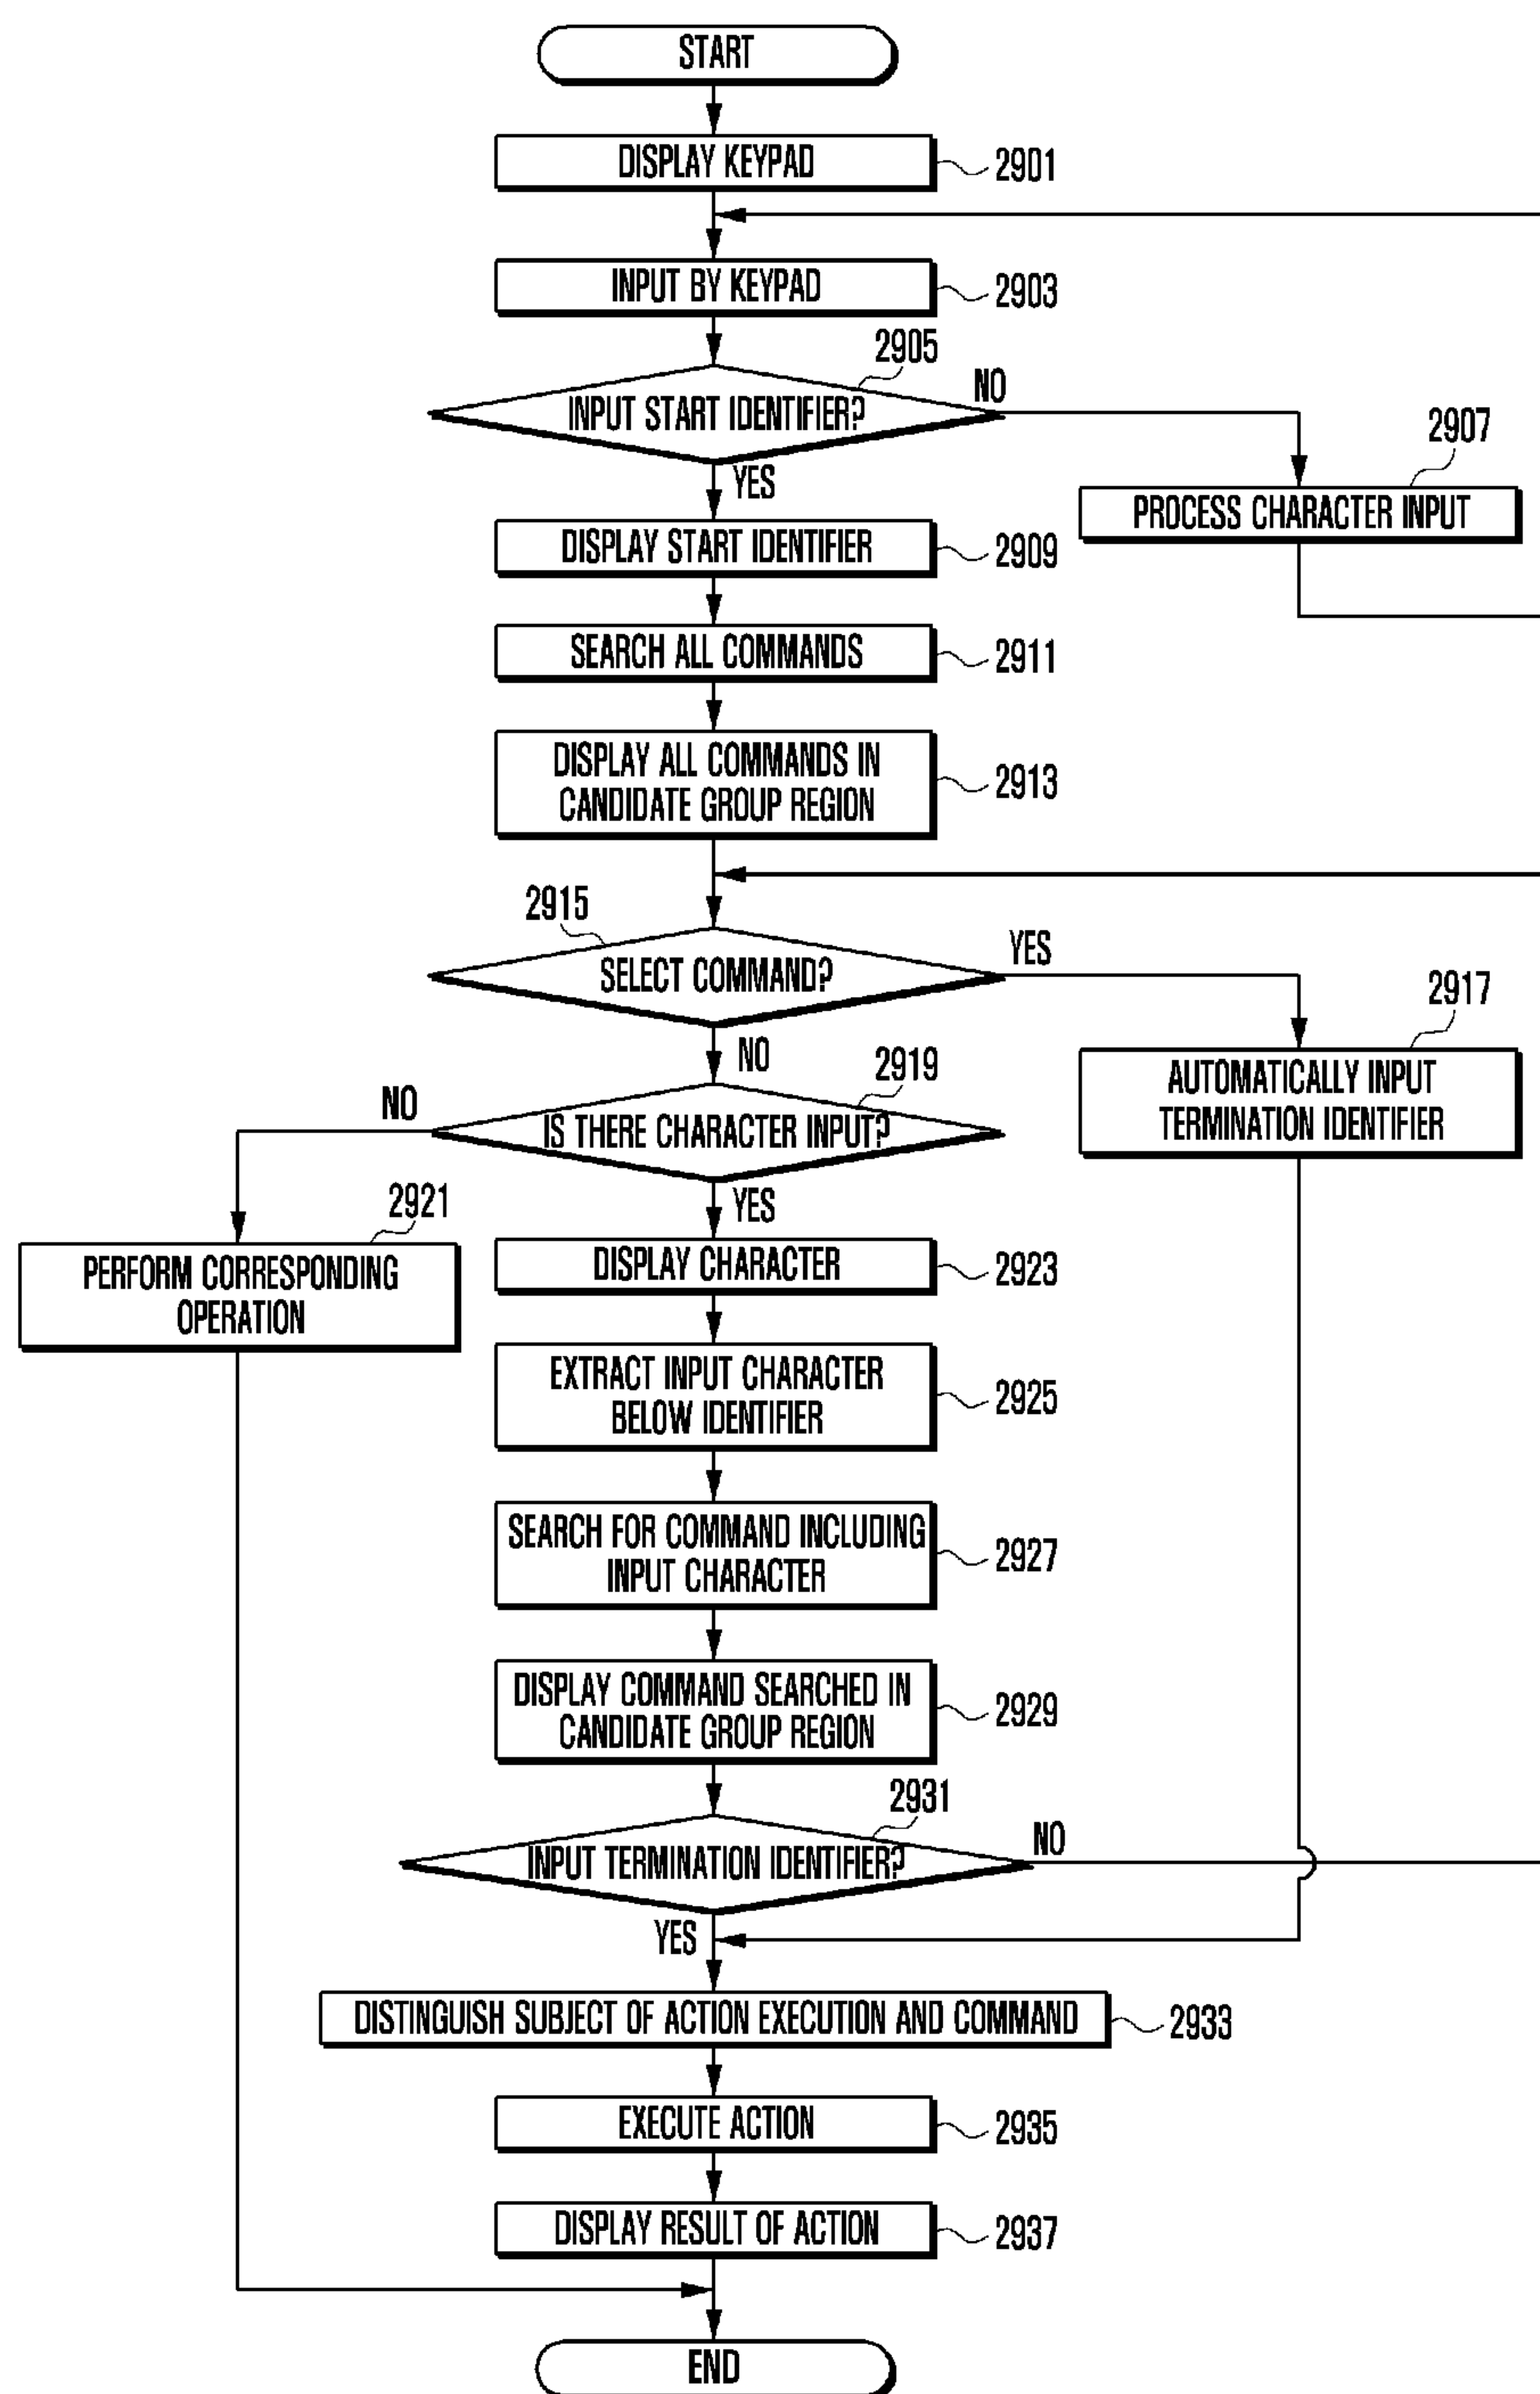 START
DISPLAY KEYPAD
2901
INPUT BY KEYPAD
2903
2905
INPUT START IDENTIFIER?
NO
YES
2907
PROCESS CHARACTER INPUT
DISPLAY START IDENTIFIER
2909
SEARCH ALL COMMANDS
2911
DISPLAY ALL COMMANDS IN
CANDIDATE GROUP REGION
2913
2915
SELECT COMMAND?
YES
NO
2917
AUTOMATICALLY INPUT
TERMINATION IDENTIFIER
2919
IS THERE CHARACTER INPUT?
NO
YES
2921
PERFORM CORRESPONDING
OPERATION
DISPLAY CHARACTER
2923
EXTRACT INPUT CHARACTER
BELOW IDENTIFIER
2925
SEARCH FOR COMMAND INCLUDING
INPUT CHARACTER
2927
DISPLAY COMMAND SEARCHED IN
CANDIDATE GROUP REGION
2929
2931
INPUT TERMINATION IDENTIFIER?
NO
YES
DISTINGUISH SUBJECT OF ACTION EXECUTION AND COMMAND
2933
EXECUTE ACTION
2935
DISPLAY RESULT OF ACTION
2937
END